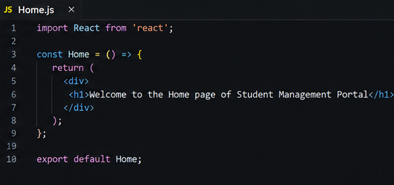 JS Home.js ×
1 import React from 'react';
2
3 const Home = () => {
4 return (
5 <div>
6 <h1>Welcome to the Home page of Student Management Portal</h1>
7 </div>
8 );
9 };
19
10 export default Home;